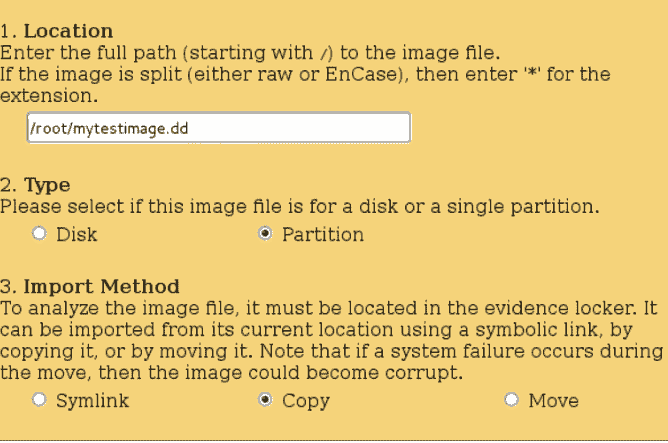 1. Location
Enter the full path (starting with /) to the image file.
If the image is split (either raw or EnCase), then enter '*' for the
extension.
/root/mytestimage.dd
2. Type
Please select if this image file is for a disk or a single partition.
Disk Partition
3. Import Method
To analyze the image file, it must be located in the evidence locker. It
can be imported from its current location using a symbolic link, by
copying it, or by moving it. Note that if a system failure occurs during
the move, then the image could become corrupt.
Symlink Copy Move